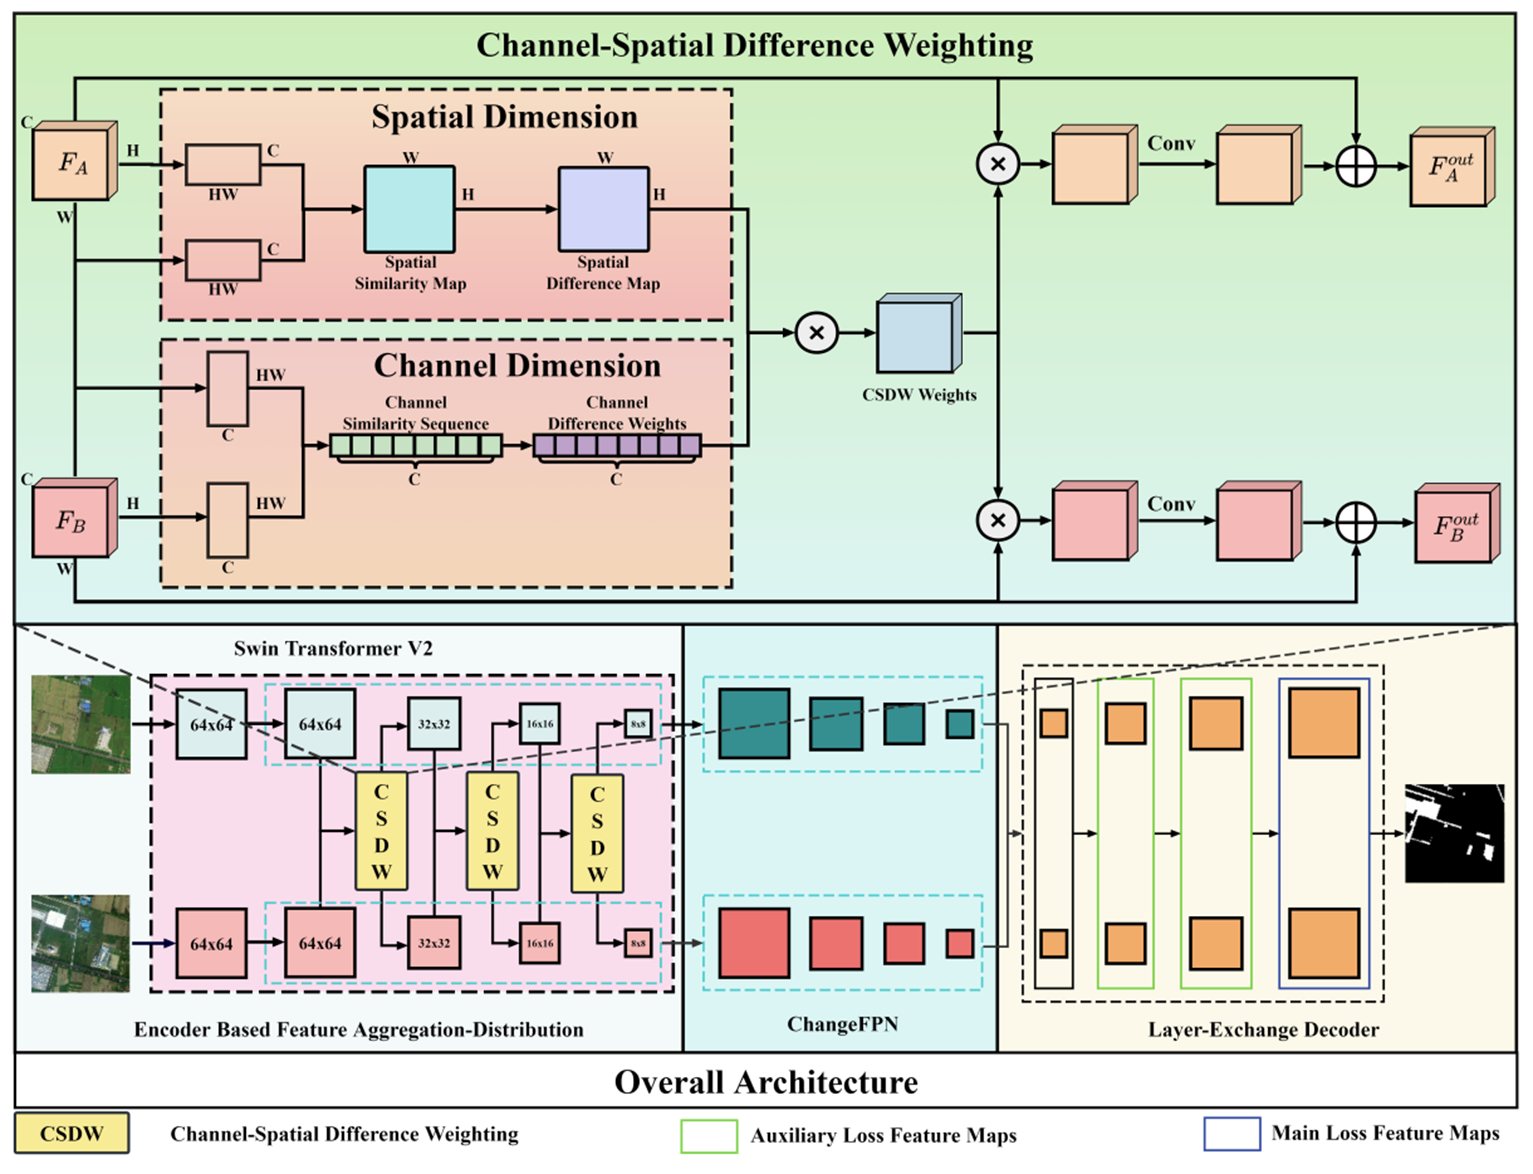 Channel-Spatial Difference Weighting
Spatial Dimension
C
F_A
H
W
C
HW
C
HW
W
H
Spatial
Similarity Map
W
H
Spatial
Difference Map
Conv
F_A^out
Channel Dimension
HW
C
HW
C
Channel
Similarity Sequence
C
Channel
Difference Weights
C
CSDW Weights
C
F_B
H
W
Conv
F_B^out
Swin Transformer V2
64x64
64x64
32x32
16x16
8x8
CSDW
CSDW
CSDW
64x64
64x64
32x32
16x16
8x8
Encoder Based Feature Aggregation-Distribution
ChangeFPN
Layer-Exchange Decoder
Overall Architecture
CSDW
Channel-Spatial Difference Weighting
Auxiliary Loss Feature Maps
Main Loss Feature Maps